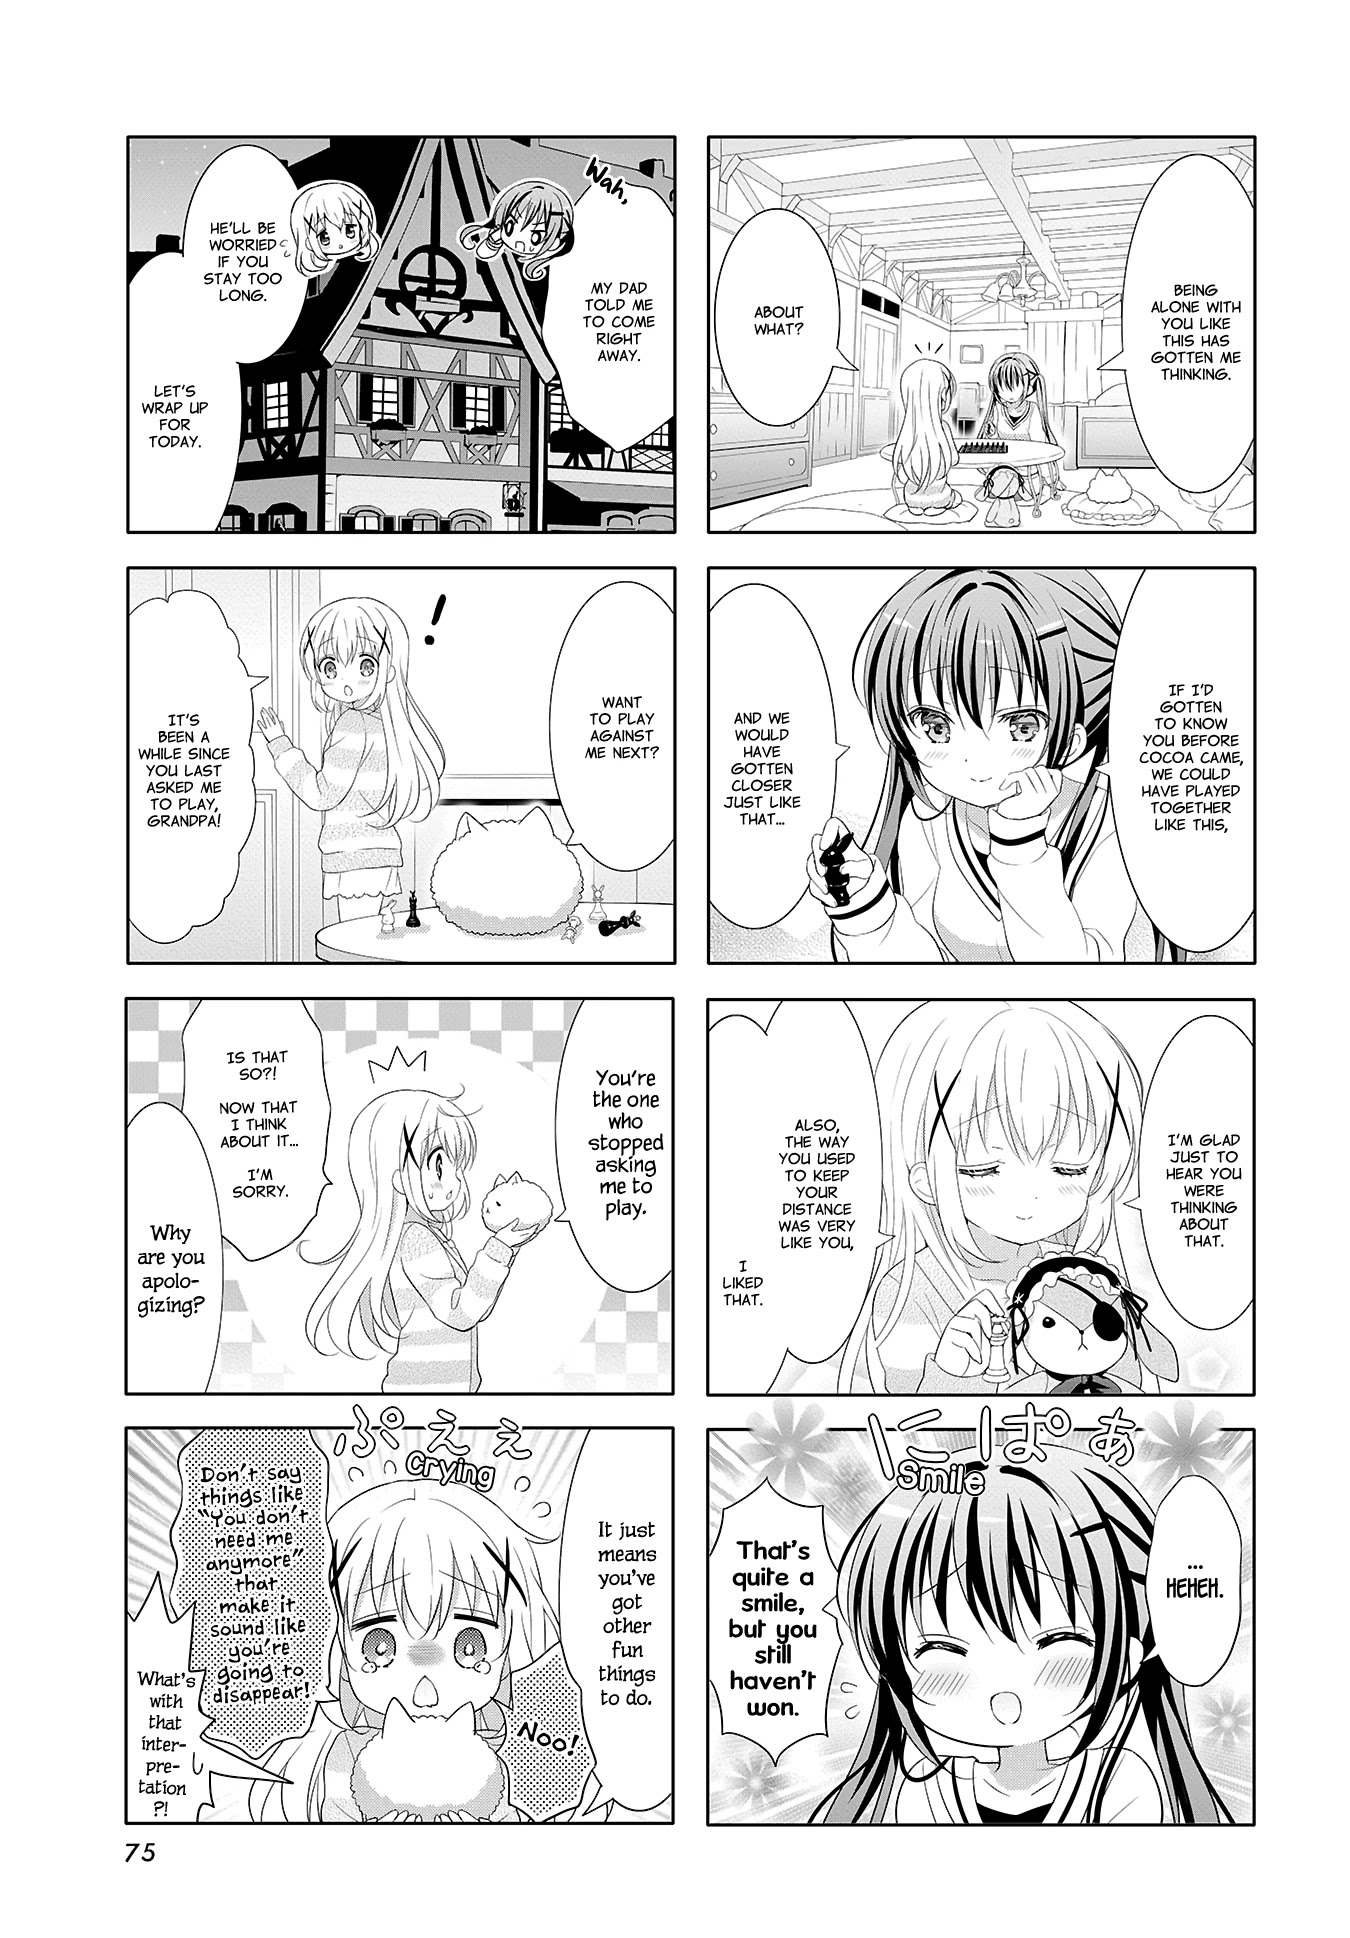 BEING
ALONE WITH
YOU LIKE
THIS HAS
GOTTEN ME
THINKING.
ABOUT
WHAT?
IF I'D
GOTTEN
TO KNOW
YOU BEFORE
COCOA CAME,
WE COULD
HAVE PLAYED
TOGETHER
LIKE THIS,
AND WE
WOULD
HAVE
GOTTEN
CLOSER
JUST LIKE
THAT...
I'M GLAD
JUST TO
HEAR YOU
WERE
THINKING
ABOUT
THAT.
ALSO,
THE WAY
YOU USED
TO KEEP
YOUR
DISTANCE
WAS VERY
LIKE YOU,
I
LIKED
THAT.
にぱぁ
Smile
...
HEHEH.
That's
quite a
smile,
but you
still
haven't
won.
Wah,
MY DAD
TOLD ME
TO COME
RIGHT
AWAY.
HE'LL BE
WORRIED
IF YOU
STAY TOO
LONG.
LET'S
WRAP UP
FOR
TODAY.
WANT
TO PLAY
AGAINST
ME NEXT?
!
IT'S
BEEN A
WHILE SINCE
YOU LAST
ASKED ME
TO PLAY,
GRANDPA!
You're
the one
who
stopped
asking
me to
play.
IS THAT
SO?!
NOW THAT
I THINK
ABOUT IT...
I'M
SORRY.
Why
are you
apolo-
gizing?
ぷぇぇ
Crying
It just
means
you've
got
other
fun
things
to do.
Noo!
Don't say
things like
"You don't
need me
anymore"
that
make it
sound like
you're
going to
disappear!
What's
with
that
inter-
pre-
tation
?!
75